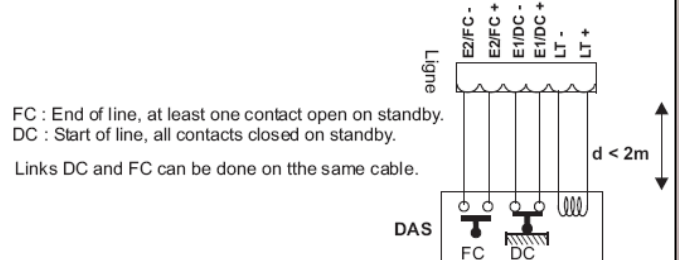 E2/FC -
E2/FC +
E1/DC -
E1/DC +
LT -
LT +
Ligne
FC : End of line, at least one contact open on standby.
DC : Start of line, all contacts closed on standby.
Links DC and FC can be done on tthe same cable.
d < 2m
DAS
FC
DC